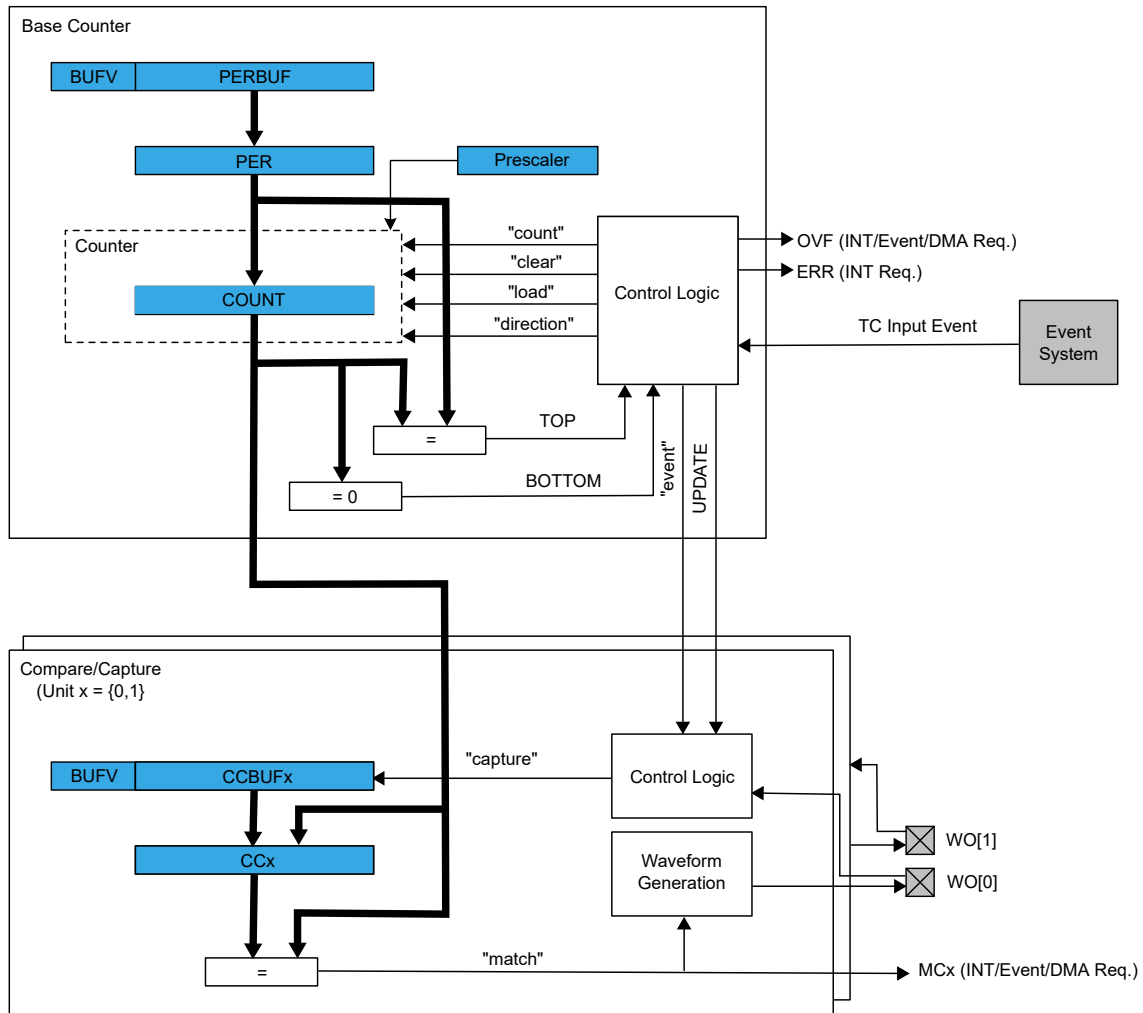 Base Counter
BUFV
PERBUF
PER
Prescaler
Counter
COUNT
"count"
"clear"
"load"
"direction"
Control Logic
OVF (INT/Event/DMA Req.)
ERR (INT Req.)
TC Input Event
Event
System
=
TOP
= 0
BOTTOM
"event"
UPDATE
Compare/Capture
(Unit x = {0,1}
BUFV
CCBUFx
"capture"
Control Logic
CCx
Waveform
Generation
WO[1]
WO[0]
=
"match"
MCx (INT/Event/DMA Req.)